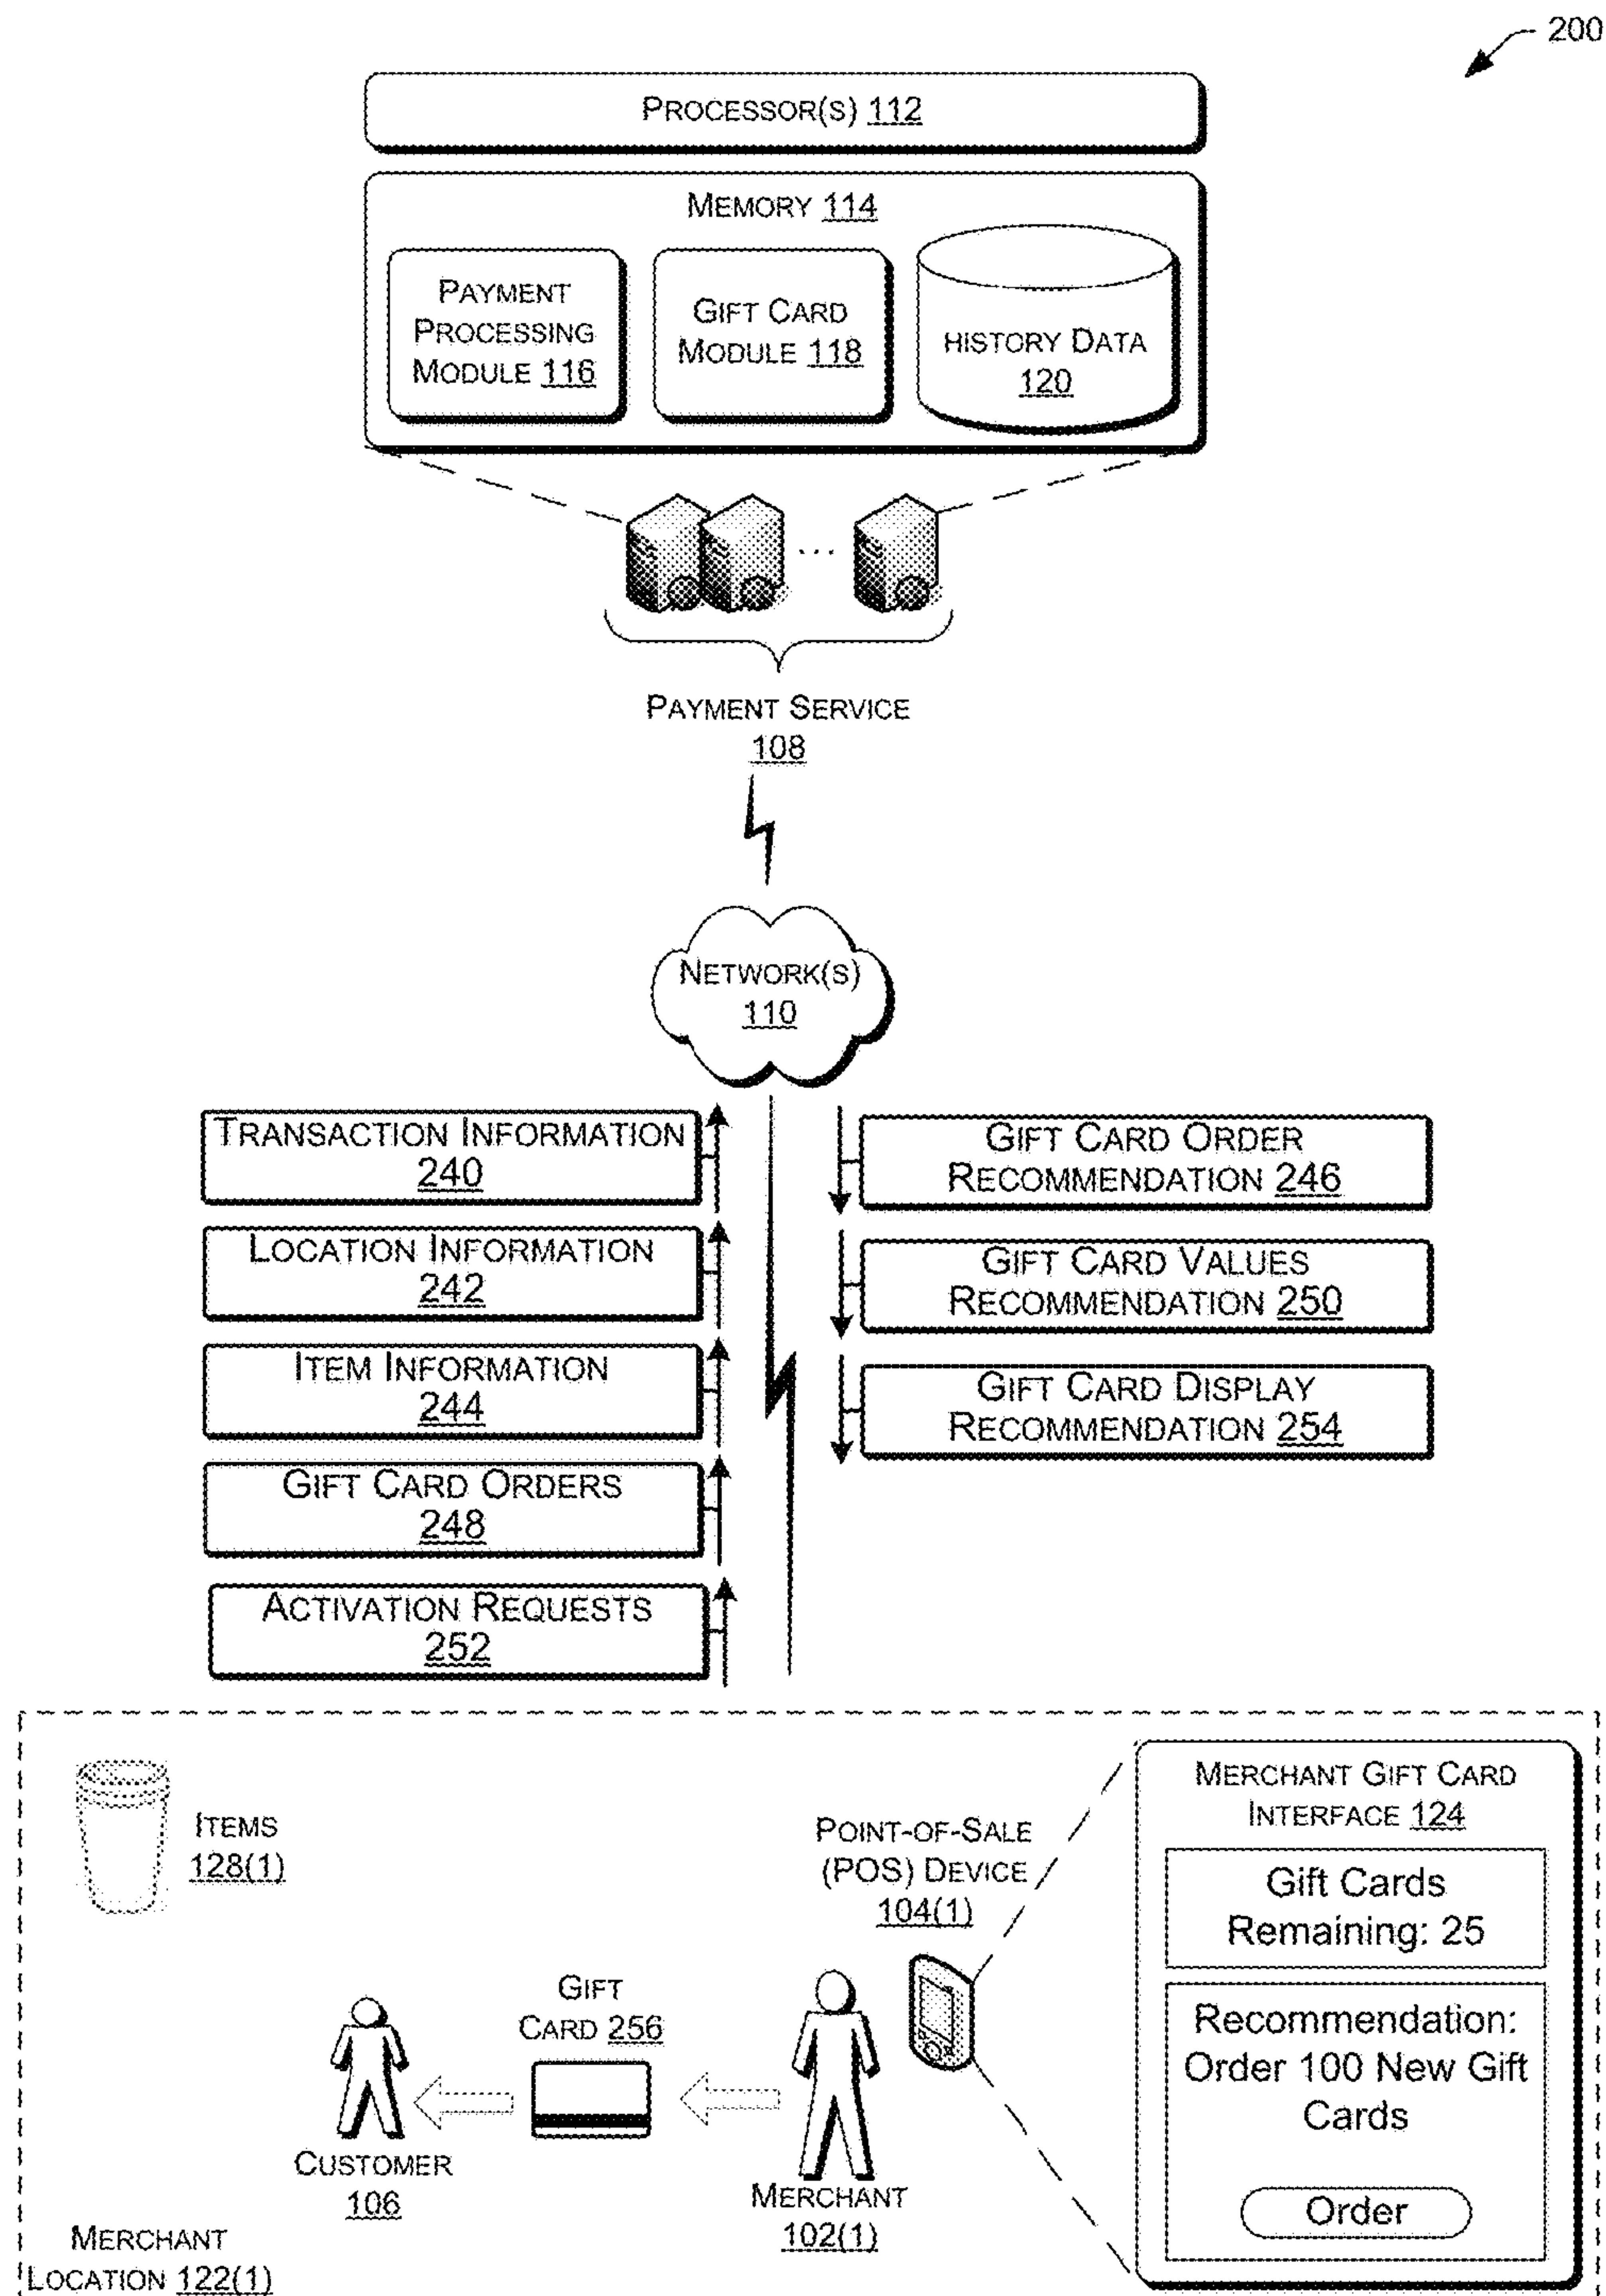 200
PROCESSOR(S) 112
MEMORY 114
PAYMENT
PROCESSING
MODULE 116
GIFT CARD
MODULE 118
HISTORY DATA
120
...
PAYMENT SERVICE
108
NETWORK(S)
110
TRANSACTION INFORMATION
240
LOCATION INFORMATION
242
ITEM INFORMATION
244
GIFT CARD ORDERS
248
ACTIVATION REQUESTS
252
GIFT CARD ORDER
RECOMMENDATION 246
GIFT CARD VALUES
RECOMMENDATION 250
GIFT CARD DISPLAY
RECOMMENDATION 254
ITEMS
128(1)
POINT-OF-SALE
(POS) DEVICE
104(1)
MERCHANT GIFT CARD
INTERFACE 124
Gift Cards
Remaining: 25
Recommendation:
Order 100 New Gift
Cards
Order
GIFT
CARD 256
CUSTOMER
106
MERCHANT
102(1)
MERCHANT
LOCATION 122(1)